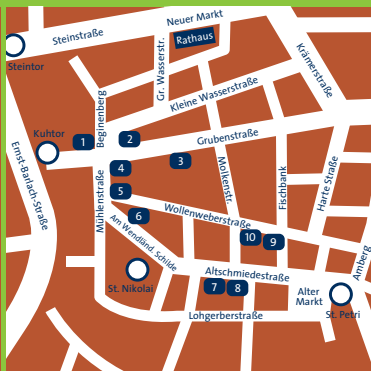 Neuer Markt
Steinstraße
Rathaus
Steintor
Gr. Wasserstr.
Krämerstraße
Kleine Wasserstraße
Beginenberg
Kuhtor
1
2
Grubenstraße
3
4
5
Ernst-Barlach-Straße
Mühlenstraße
Molkenstr.
Fischbank
Harte Straße
6
Wollenweberstraße
Am Wendländ. Schilde
10
9
Amberg
St. Nikolai
Altschmiedestraße
7
8
Alter
Markt
St. Petri
Lohgerberstraße